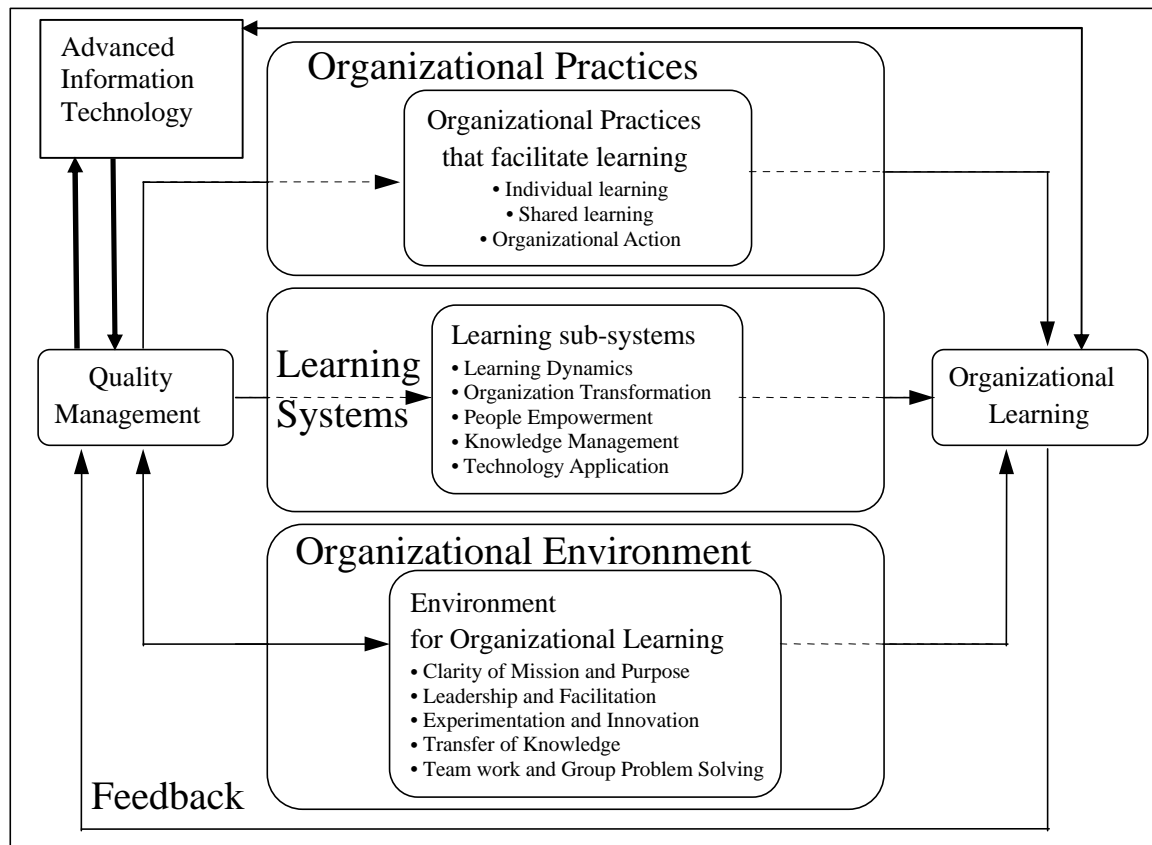 Advanced
Information
Technology
Organizational Practices
Organizational Practices
that facilitate learning
• Individual learning
• Shared learning
• Organizational Action
Quality
Management
Learning
Systems
Learning sub-systems
• Learning Dynamics
• Organization Transformation
• People Empowerment
• Knowledge Management
• Technology Application
Organizational
Learning
Organizational Environment
Environment
for Organizational Learning
• Clarity of Mission and Purpose
• Leadership and Facilitation
• Experimentation and Innovation
• Transfer of Knowledge
• Team work and Group Problem Solving
Feedback